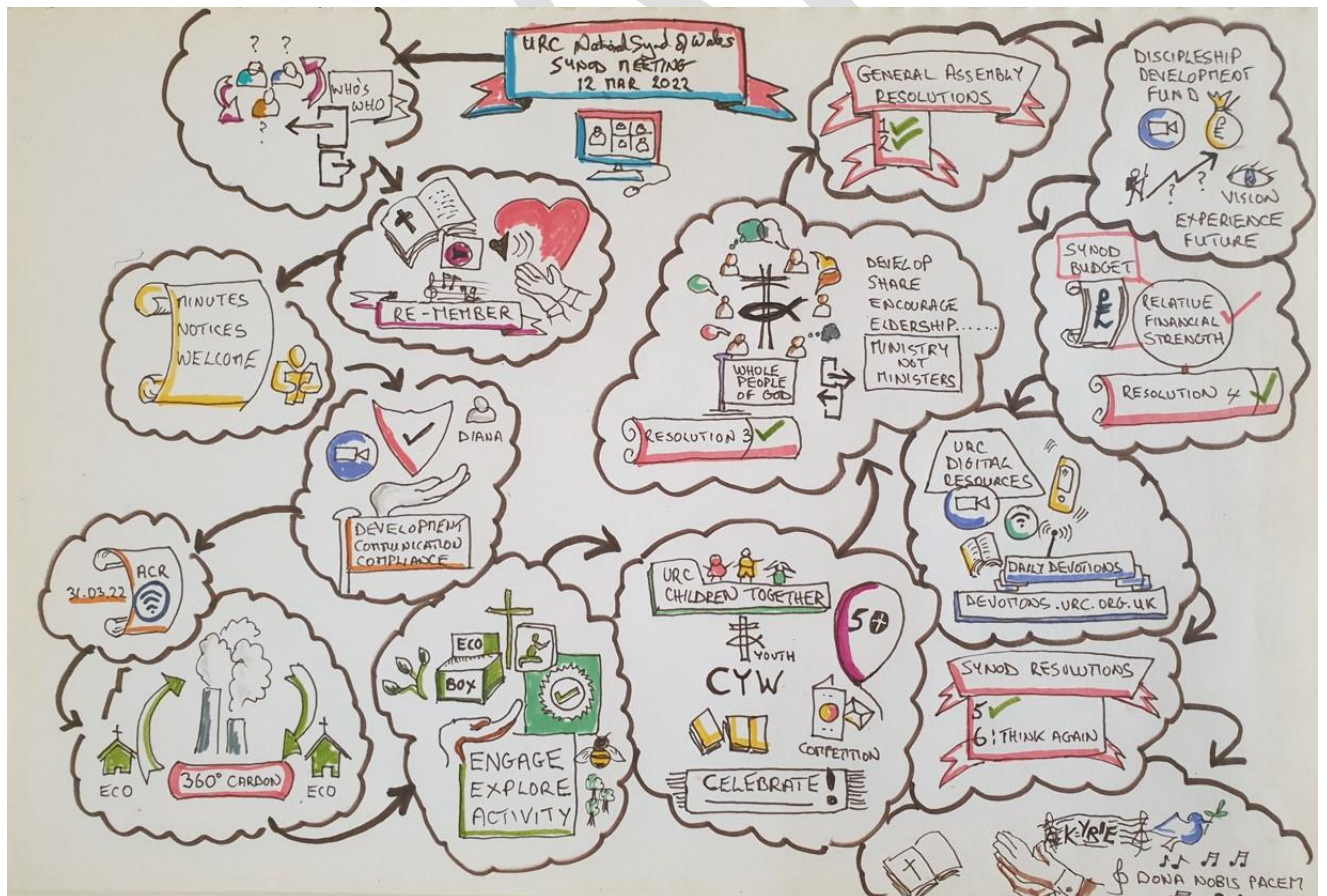 URC National Synod of Wales
SYNOD MEETING
12 MAR 2022
? ?
?
WHO'S
WHO
RE-MEMBER
MINUTES
NOTICES
WELCOME
DIANA
DEVELOPMENT
COMMUNICATION
COMPLIANCE
31.03.22
ACR
ECO
360° CARBON
ECO
ECO
BOX
ENGAGE
EXPLORE
ACTIVITY
URC
CHILDREN TOGETHER
YOUTH
CYW
50
COMPETITION
CELEBRATE!
DEVELOP
SHARE
ENCOURAGE
ELDERSHIP......
MINISTRY
NOT
MINISTERS
WHOLE
PEOPLE
OF GOD
RESOLUTION 3
GENERAL ASSEMBLY
RESOLUTIONS
1
2
DISCIPLESHIP
DEVELOPMENT
FUND
£
? ?
VISION
EXPERIENCE
FUTURE
SYNOD
BUDGET
RELATIVE
FINANCIAL
STRENGTH
RESOLUTION 4
URC
DIGITAL
RESOURCES
DAILY DEVOTIONS
DEVOTIONS.URC.ORG.UK
SYNOD RESOLUTIONS
5
6: THINK AGAIN
KYRIE
DONA NOBIS PACEM